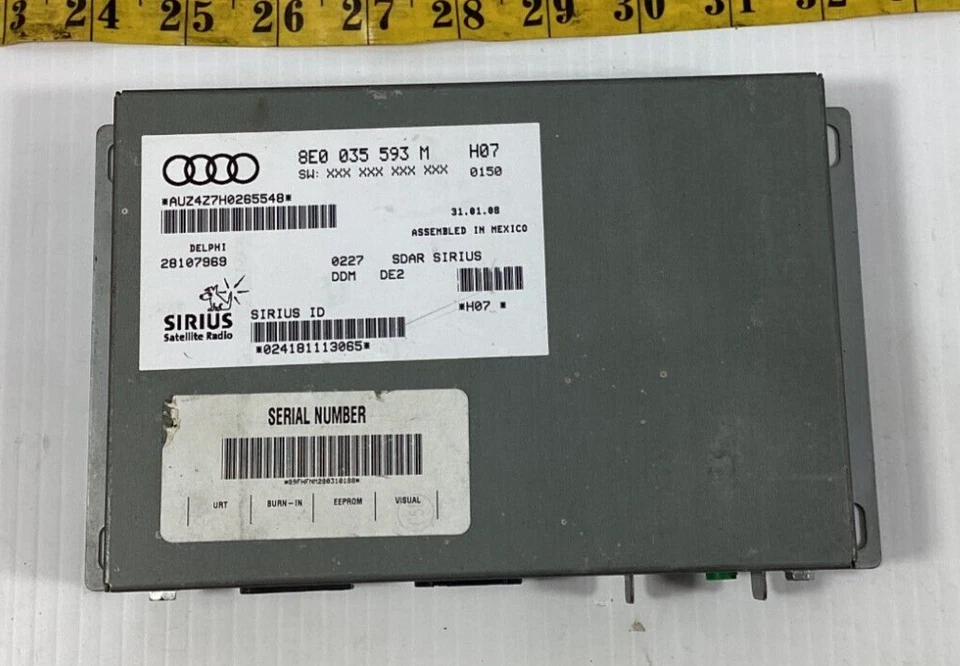 3 24 25 26 27 28 29 30 31 32 33
8E0 035 593 M H07
SW: XXX XXX XXX XXX 0150
*AUZ4Z7H0265548*
31.01.08
ASSEMBLED IN MEXICO
DELPHI
28107969 0227 SDAR SIRIUS
DDM DE2
SIRIUS ID *H07 *
SIRIUS
Satellite Radio
*024181113065*
SERIAL NUMBER
URT BURN-IN EEPROM VISUAL